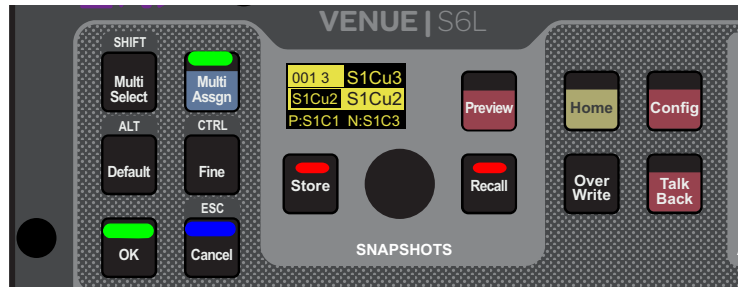 VENUE | S6L
SHIFT
Multi
Select
Multi
Assgn
001 3 S1Cu3
S1Cu2 S1Cu2
P:S1C1 N:S1C3
Preview
Home
Config
ALT
CTRL
Default
Fine
Store
Recall
Over
Write
Talk
Back
ESC
OK
Cancel
SNAPSHOTS